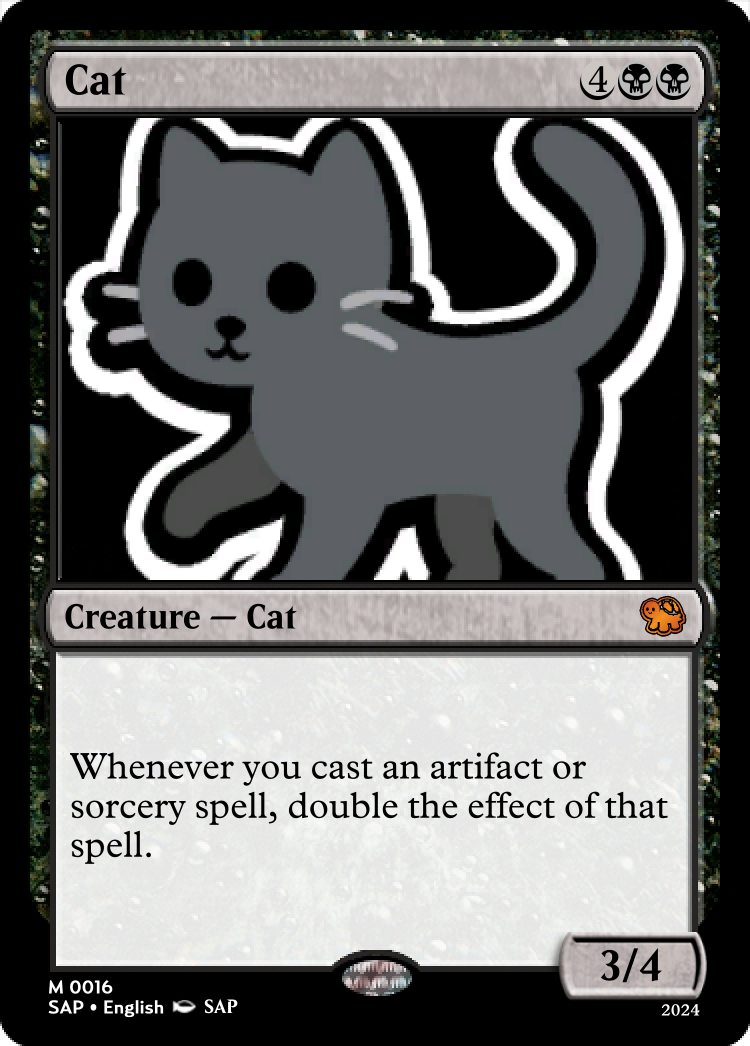 Cat 4
Creature — Cat
Whenever you cast an artifact or
sorcery spell, double the effect of that
spell.
3/4
M 0016
SAP • English SAP
2024